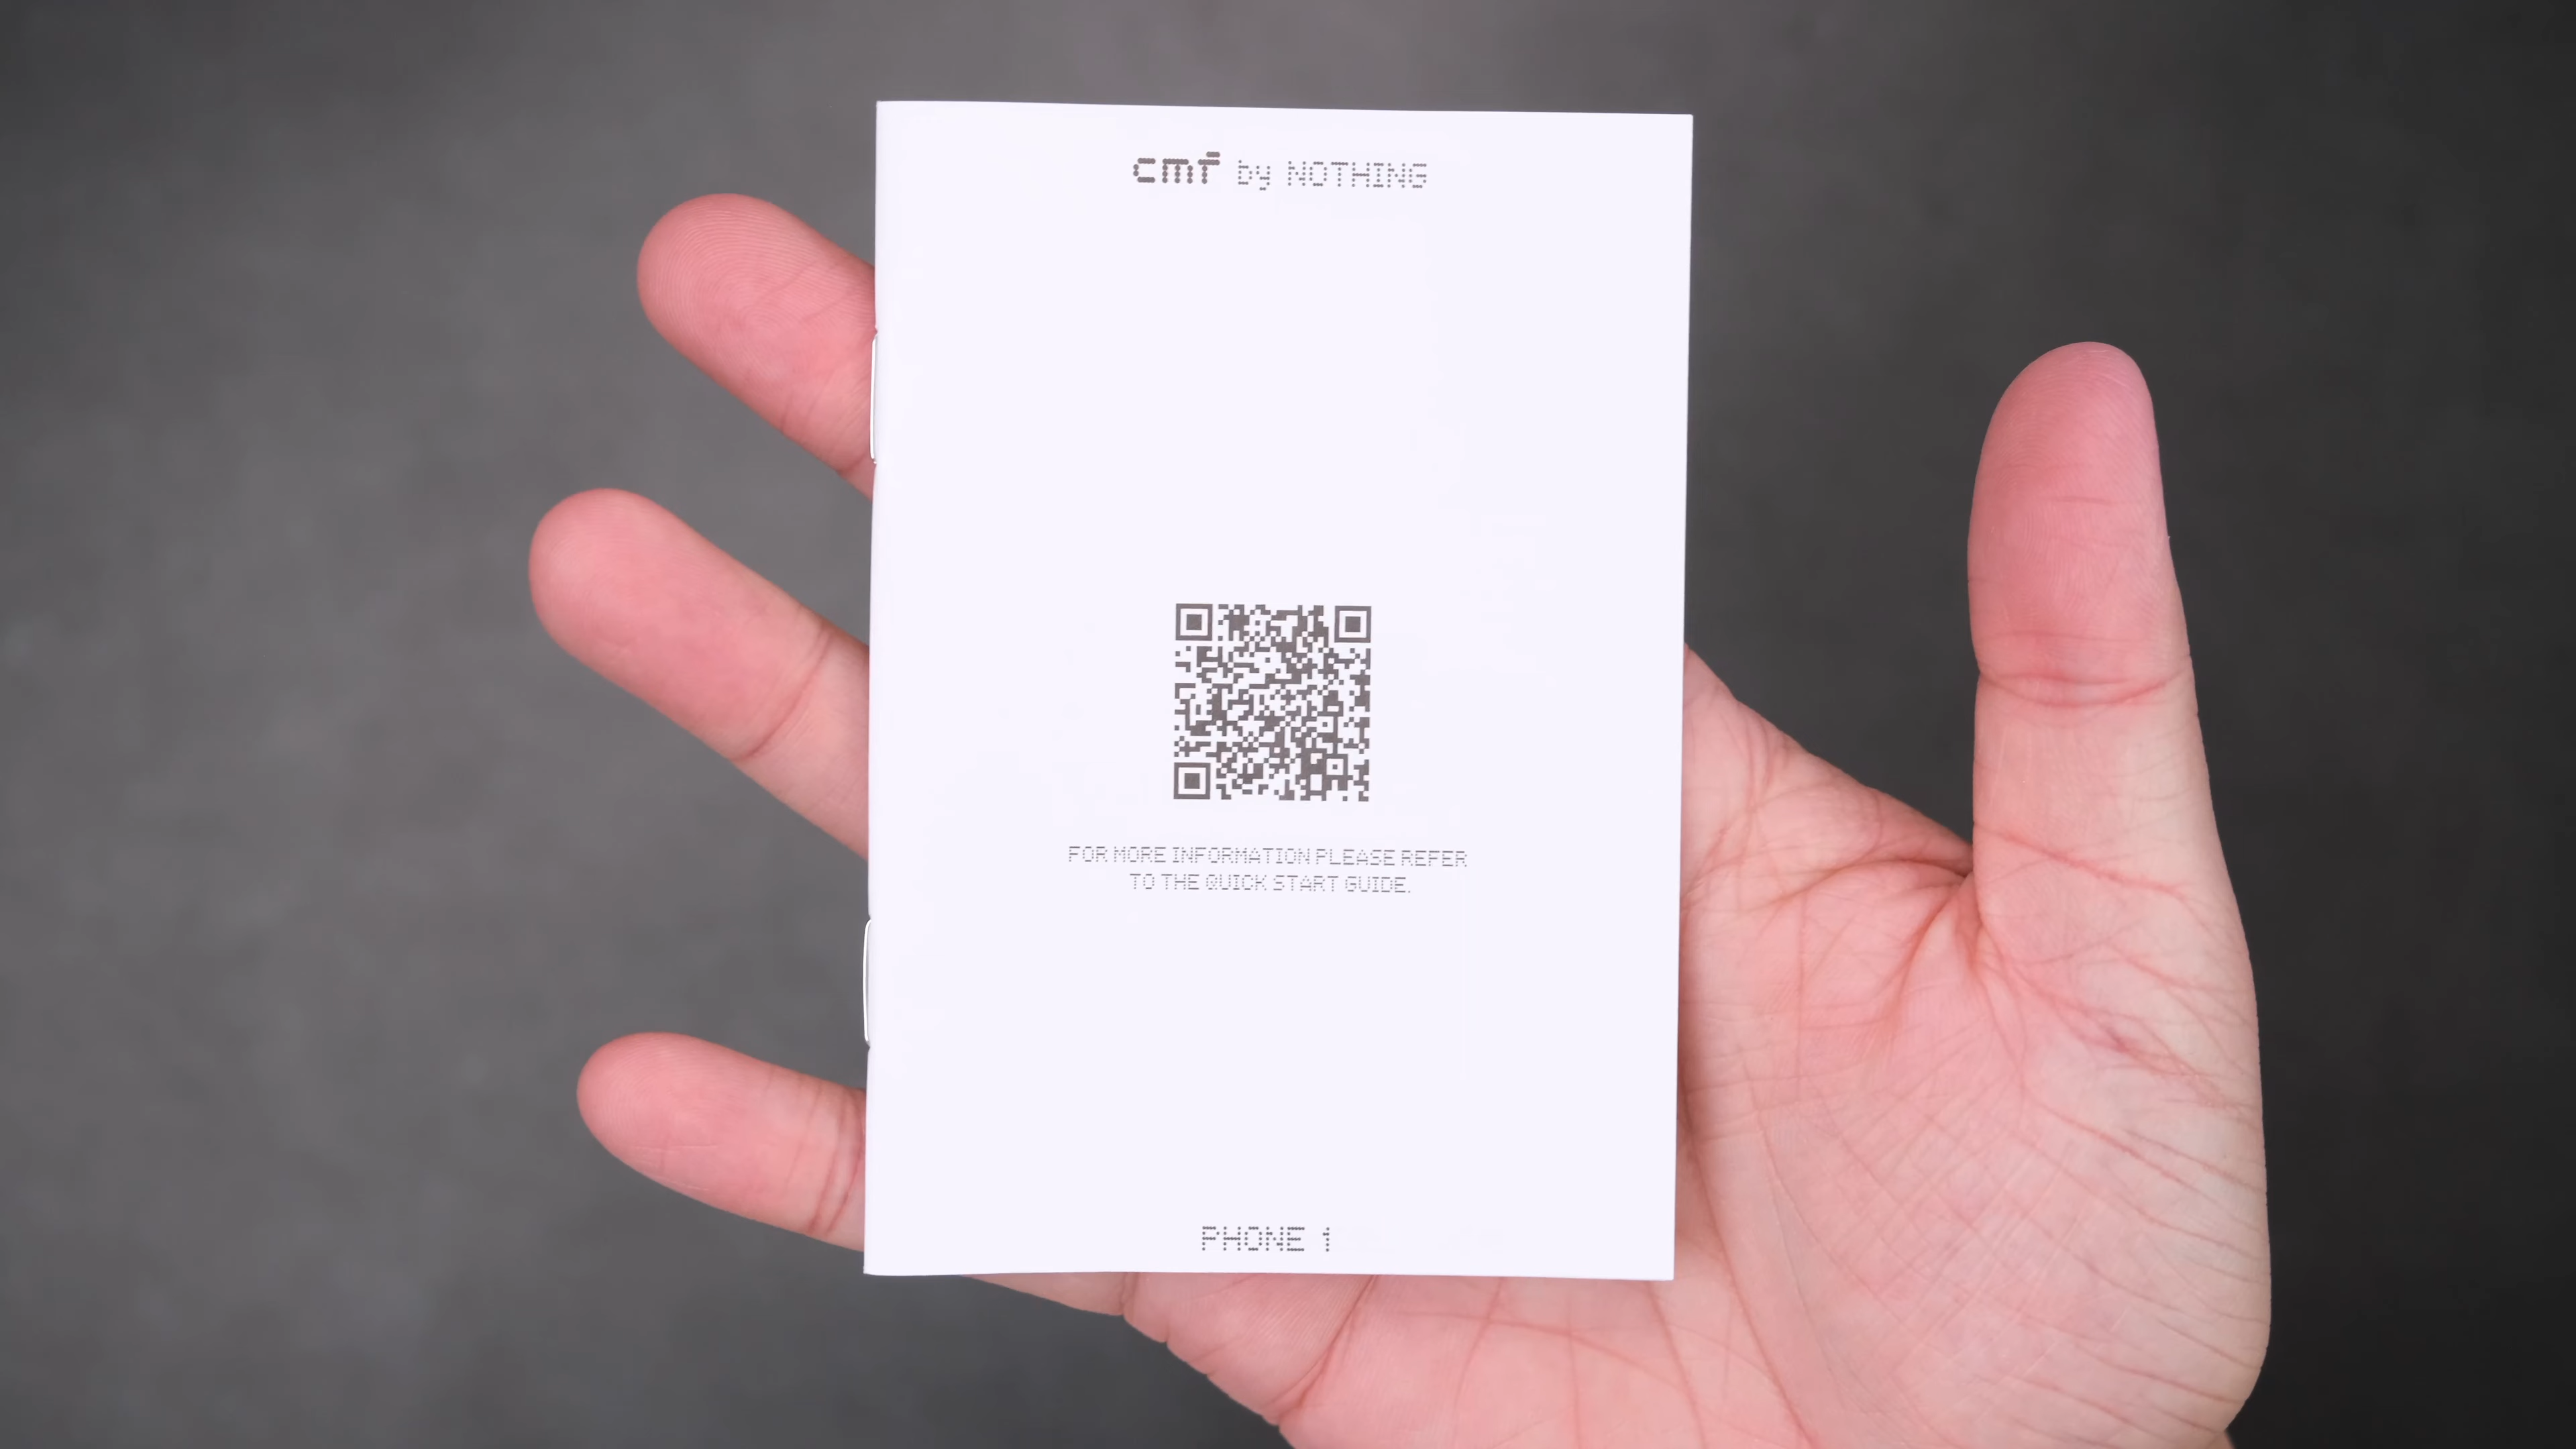 cmf by NOTHING
FOR MORE INFORMATION PLEASE REFER
TO THE QUICK START GUIDE.
PHONE 1